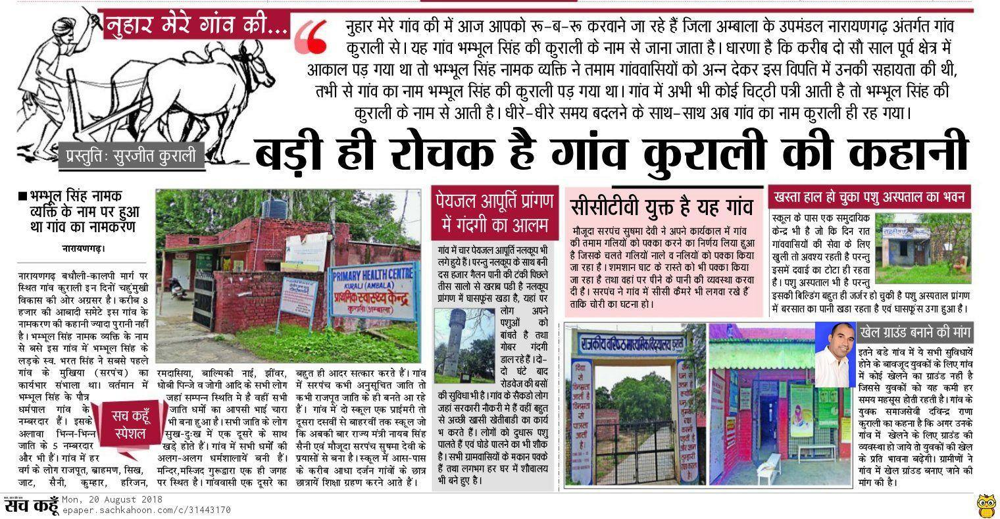 नुहार मेरे गांव की...
नुहार मेरे गांव की में आज आपको रू-ब-रू करवाने जा रहे हैं जिला अम्बाला के उपमंडल नारायणगढ़ अंतर्गत गांव
कुराली से। यह गांव भम्भूल सिंह की कुराली के नाम से जाना जाता है। धारणा है कि करीब दो सौ साल पूर्व क्षेत्र में
आकाल पड़ गया था तो भम्भूल सिंह नामक व्यक्ति ने तमाम गांववासियों को अन्न देकर इस विपति में उनकी सहायता की थी,
तभी से गांव का नाम भम्भूल सिंह की कुराली पड़ गया था। गांव में अभी भी कोई चिट्ठी पत्री आती है तो भम्भूल सिंह की
कुराली के नाम से आती है। धीरे-धीरे समय बदलने के साथ-साथ अब गांव का नाम कुराली ही रह गया।
प्रस्तुति: सुरजीत कुराली
बड़ी ही रोचक है गांव कुराली की कहानी
■ भम्भूल सिंह नामक
व्यक्ति के नाम पर हुआ
था गांव का नामकरण
नारायणगढ़।
नारायणगढ़ बधौली-कालपी मार्ग पर
स्थित गांव कुराली इन दिनों चहुंमुखी
विकास की ओर अग्रसर है। करीब 8
हजार की आबादी समेटे इस गांव के
नामकरण की कहानी ज्यादा पुरानी नहीं
है। भम्भूल सिंह नामक व्यक्ति के नाम
से बसे इस गांव में भम्भूल सिंह के
लड़के स्व. भरत सिंह ने सबसे पहले
गांव के मुखिया (सरपंच) का
कार्यभार संभाला था। वर्तमान में
भम्भूल सिंह के पौत्र
धर्मपाल गांव के
नम्बरदार हैं। इसके
अलावा भिन्न-भिन्न
जाति के 5 नम्बरदार
और भी हैं। गांव में हर
वर्ग के लोग राजपूत, ब्राहमण, सिख,
जाट, सैनी, कुम्हार, हरिजन,
सच कहूँ
स्पेशल
PRIMARY HEALTH CENTRE
KURALI (AMBALA)
प्राथमिक स्वास्थ्य केन्द्र
कुराली (अम्बाला)
रमदासिया, बाल्मिकी नाई, झींवर,
धोबी पिन्जे व जोगी आदि के सभी लोग
जहां सम्पन्न स्थिति मे है वहीं सभी
जाति धर्मो का आपसी भाई चारा
भी बना हुआ है। सभी जाति के लोग
सुख-दुःख में एक दूसरे के साथ
खड़े होते हैं। गांव में सभी धर्मों की
अलग-अलग धर्मशालायें बनी हैं।
मन्दिर,मस्जिद गुरूद्वारा एक ही जगह
पर स्थित है। गांववासी एक दूसरे का
बहुत ही आदर सत्कार करते हैं। गांव
में सरपंच कभी अनुसूचित जाति तो
कभी राजपूत जाति के ही बनते आ रहे
हैं। गांव में दो स्कूल एक प्राईमरी तो
दूसरा दसवीं से बाहरवीं तक स्कूल जो
कि अबकी बार राज्य मंत्री नायब सिंह
सैनी एवं मौजूदा सरपंच सुषमा देवी के
प्रयासों से बना है। स्कूल में आस-पास
के करीब आधा दर्जन गांवों के छात्र
छात्रायें शिक्षा ग्रहण करने आते हैं।
पेयजल आपूर्ति प्रांगण
में गंदगी का आलम
गांव में चार पेयजल आपूर्ति नलकूप भी
लगे हुये हैं। परन्तु नलकूप के साथ बनी
दस हजार गैलन पानी की टंकी पिछले
तीस सालो से खराब पडी है नलकूप
प्रांगण में घासफूंस खडा है, यहां पर
लोग अपने
पशुओं को
बांधते है तथा
गोबर गंदगी
डाल रहे हैं। दो-
दो घंटे बाद
रोडवेज की बसों
की सुविधा भी है। गांव के सैकडो लोग
जहां सरकारी नौकरी मे हैं वहीं बहुत
से अच्छी खासी खेतीबाडी का कार्य
भ करते हैं। लोगों को दुधारू पशु
पालते हैं एवं घोडे पालने का भी शौक
है। सभी ग्रामवासियों के मकान पक्के
हैं तथा लगभग हर घर में शौचालय
भी बने हुए है।
सीसीटीवी युक्त है यह गांव
मौजूदा सरपंच सुषमा देवी ने अपने कार्यकाल में गांव
की तमाम गलियों को पक्का करने का निर्णय लिया हुआ
है जिसके चलते गलियों नाले व नलियों को पक्का किया
जा रहा है। शमशान घाट के रास्ते को भी पक्का किया
जा रहा है तथा वहां पर पीने के पानी की व्यवस्था करवा
दी है। सरपंच ने गांव में सीसी कैमरे भी लगवा रखे हैं
ताकि चोरी का घटना हो।
खस्ता हाल हो चुका पशु अस्पताल का भवन
स्कूल के पास एक समुदायिक
केन्द्र भी है जो कि दिन रात
गांववासियों की सेवा के लिए
खुली तो अवश्य रहती है परन्तु
इसमें दवाई का टोटा ही रहता
है। पशु अस्पताल भी है परन्तु
इसकी बिल्डिंग बहुत ही जर्जर हो चुकी है पशु अस्पताल प्रांगण
में बरसात का पानी खडा रहता है एवं घासफूंस उगा हुआ है।
राजकीय वरिष्ठ माध्यमिक विद्यालय कुराली
विद्या
से
विनम्रता
आती है
विनम्रता
से
पात्रता
आती
है।
खेल ग्राउंड बनाने की मांग
इतने बडे गांव में ये सभी सुविधायें
होने के बावजूद युवकों के लिए गांव
में कोई खेलने का ग्राउंड नहीं है
जिससे युवकों को यह कमी हर
समय महसूस होती रहती है। गांव के
युवक समाजसेवी दविन्द्र राणा
कुराली का कहना है कि अगर उनके
गांव में खेलने के लिए ग्राउंड की
व्यवस्था हो जाये तो युवकों की खेल
के प्रति भावना बढ़ेगी। ग्रामीणों ने
गांव में खेल ग्रांउड बनाए जाने की
मांग की है।
सच कहूँ
Mon, 20 August 2018
epaper.sachkahoon.com/c/31443170